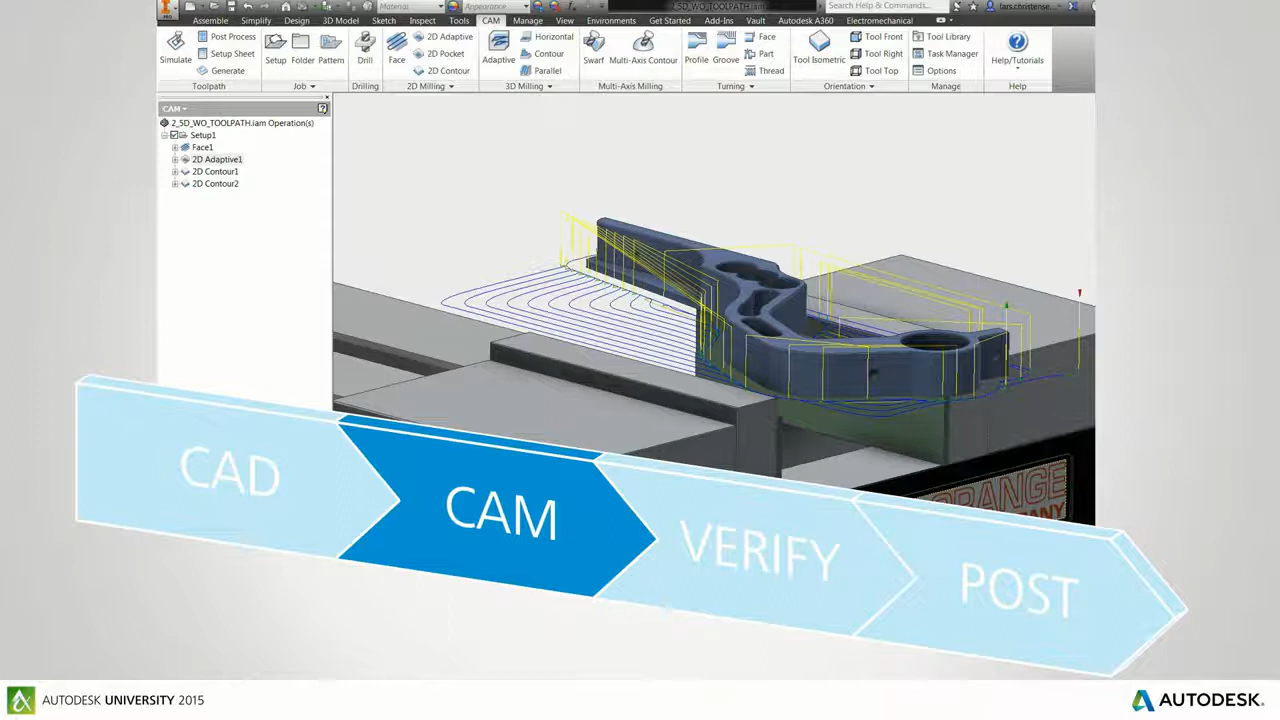 Material
Appearance
_5D_WO_TOOLPATH.iam
Search Help & Commands...
lars.christense...
PRO
Assemble Simplify Design 3D Model Sketch Inspect Tools CAM Manage View Environments Get Started Add-Ins Vault Autodesk A360 Electromechanical
Simulate
Post Process
Setup Sheet
Generate
Toolpath
Setup Folder Pattern
Job
Drill
Drilling
Face
2D Adaptive
2D Pocket
2D Contour
2D Milling
Adaptive
Horizontal
Contour
Parallel
3D Milling
Swarf Multi-Axis Contour
Multi-Axis Milling
Profile Groove
Face
Part
Thread
Turning
Tool Isometric
Tool Front
Tool Right
Tool Top
Orientation
Tool Library
Task Manager
Options
Manage
Help/Tutorials
Help
CAM
2_5D_WO_TOOLPATH.iam Operation(s)
Setup1
Face1
2D Adaptive1
2D Contour1
2D Contour2
CAD
CAM
VERIFY
POST
AUTODESK UNIVERSITY 2015
AUTODESK.